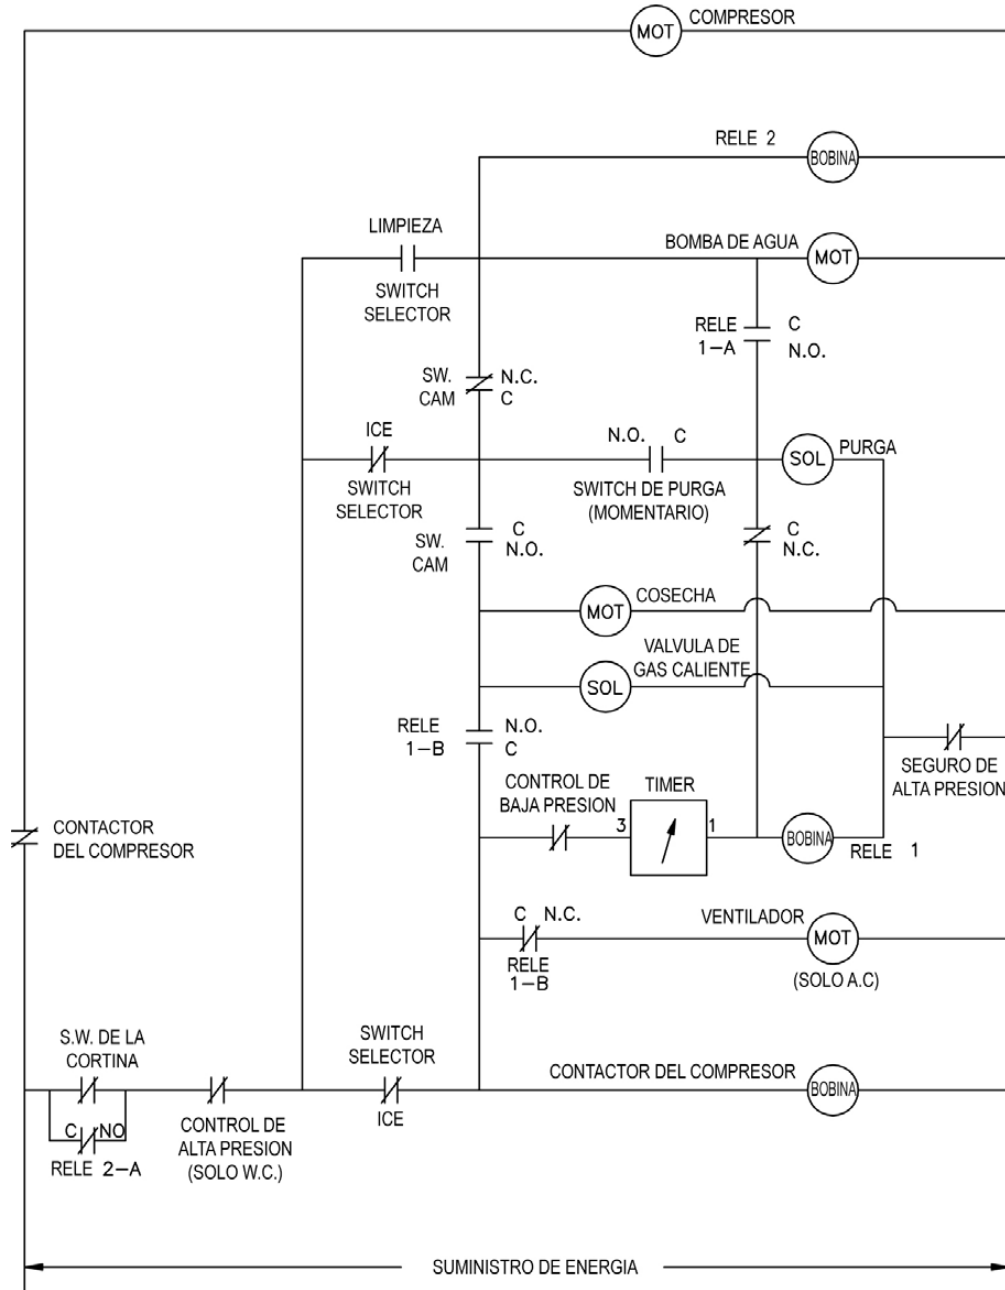 COMPRESOR
MOT
RELE 2
BOBINA
LIMPIEZA
SWITCH
SELECTOR
BOMBA DE AGUA
MOT
RELE
1-A
C
N.O.
SW.
CAM
N.C.
C
ICE
SWITCH
SELECTOR
N.O. C
SWITCH DE PURGA
(MOMENTARIO)
SOL
PURGA
SW.
CAM
C
N.O.
C
N.C.
MOT
COSECHA
VALVULA DE
GAS CALIENTE
SOL
RELE
1-B
N.O.
C
CONTROL DE
BAJA PRESION
TIMER
3
1
BOBINA
RELE 1
SEGURO DE
ALTA PRESION
CONTACTOR
DEL COMPRESOR
C N.C.
RELE
1-B
VENTILADOR
MOT
(SOLO A.C)
S.W. DE LA
CORTINA
C NO
RELE 2-A
CONTROL DE
ALTA PRESION
(SOLO W.C.)
SWITCH
SELECTOR
ICE
CONTACTOR DEL COMPRESOR
BOBINA
SUMINISTRO DE ENERGIA